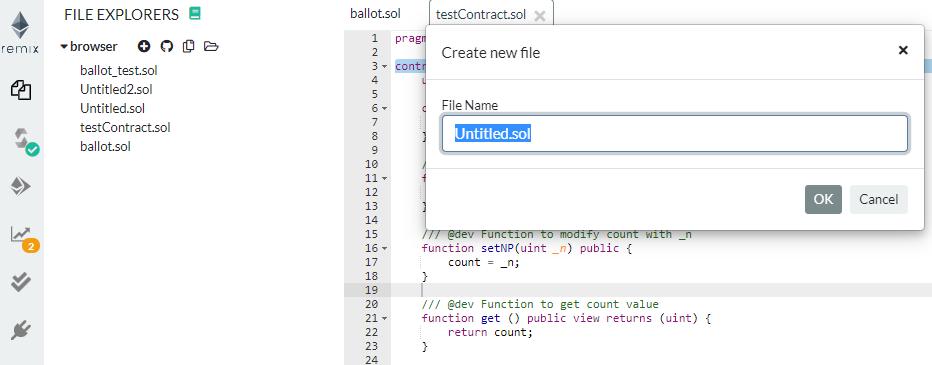 FILE EXPLORERS
remix
browser
ballot_test.sol
Untitled2.sol
Untitled.sol
testContract.sol
ballot.sol
2
ballot.sol
testContract.sol
Create new file
File Name
Untitled.sol
OK
Cancel
1 pragm
2
3 contr
4 u
5
6 c
7
8 }
9
10 /
11 f
12
13 }
14
15 /// @dev Function to modify count with _n
16 function setNP(uint _n) public {
17 count = _n;
18 }
19
20 /// @dev Function to get count value
21 function get () public view returns (uint) {
22 return count;
23 }
24